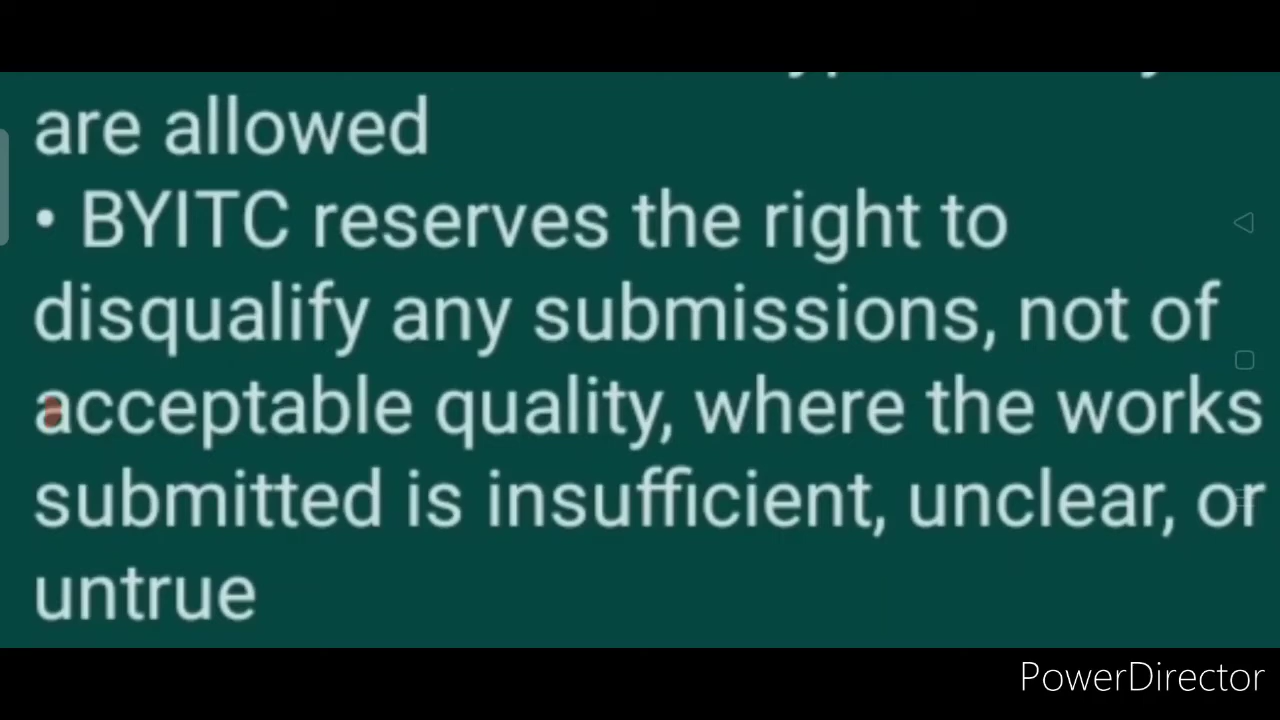 are allowed
• BYITC reserves the right to
disqualify any submissions, not of
acceptable quality, where the works
submitted is insufficient, unclear, or
untrue
PowerDirector